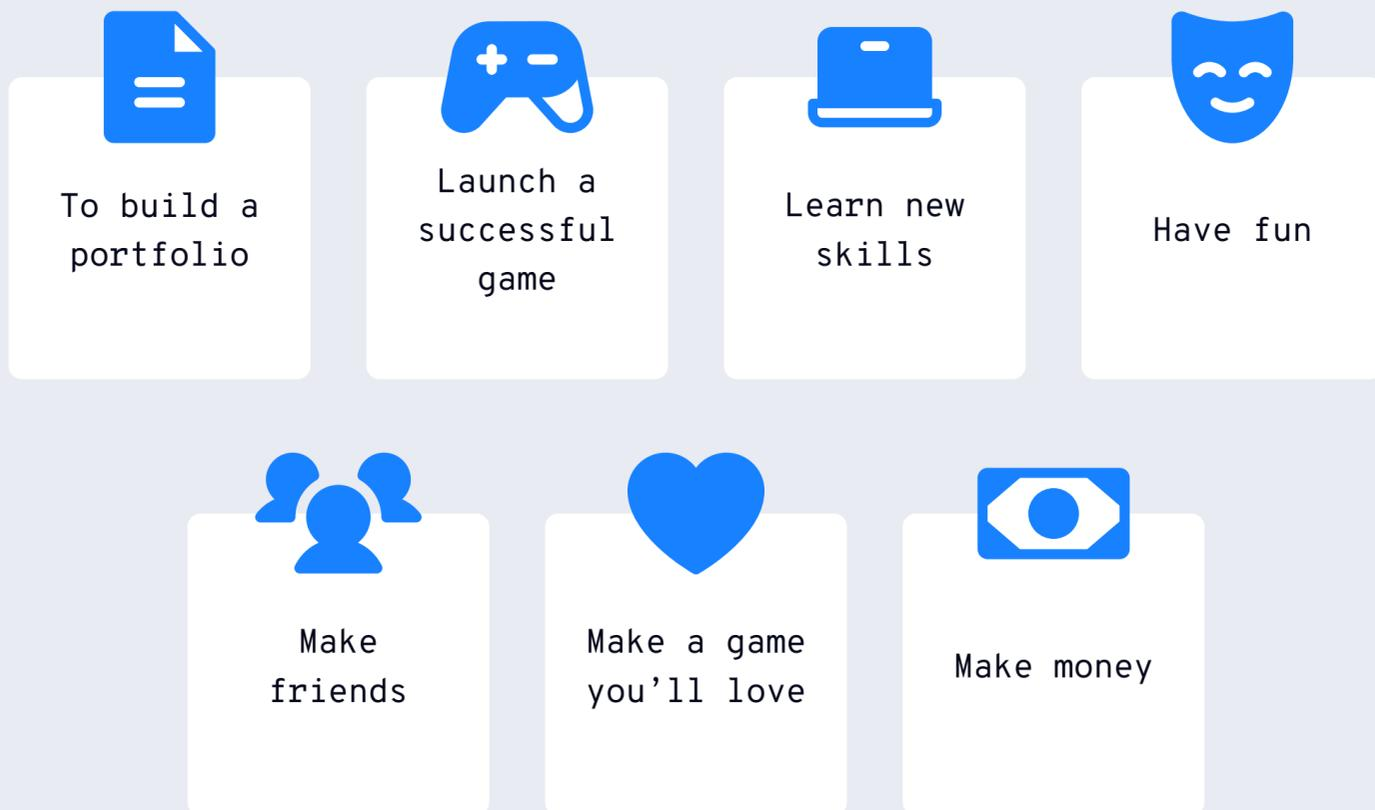 To build a
portfolio
Launch a
successful
game
Learn new
skills
Have fun
Make
friends
Make a game
you’ll love
Make money